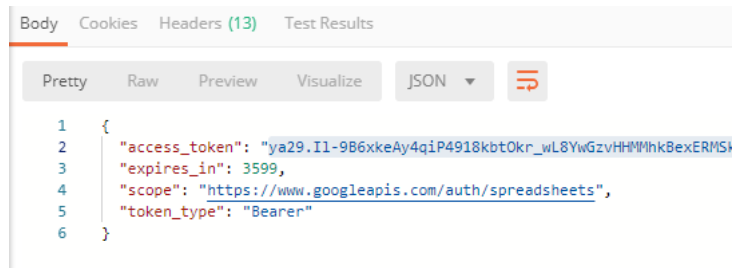 Body Cookies Headers (13) Test Results
Pretty Raw Preview Visualize JSON
1 {
2 "access_token": "ya29.Il-9B6xkeAy4qiP4918kbtOkr_wL8YwGzvHHMMhkBexERMSk
3 "expires_in": 3599,
4 "scope": "https://www.googleapis.com/auth/spreadsheets",
5 "token_type": "Bearer"
6 }